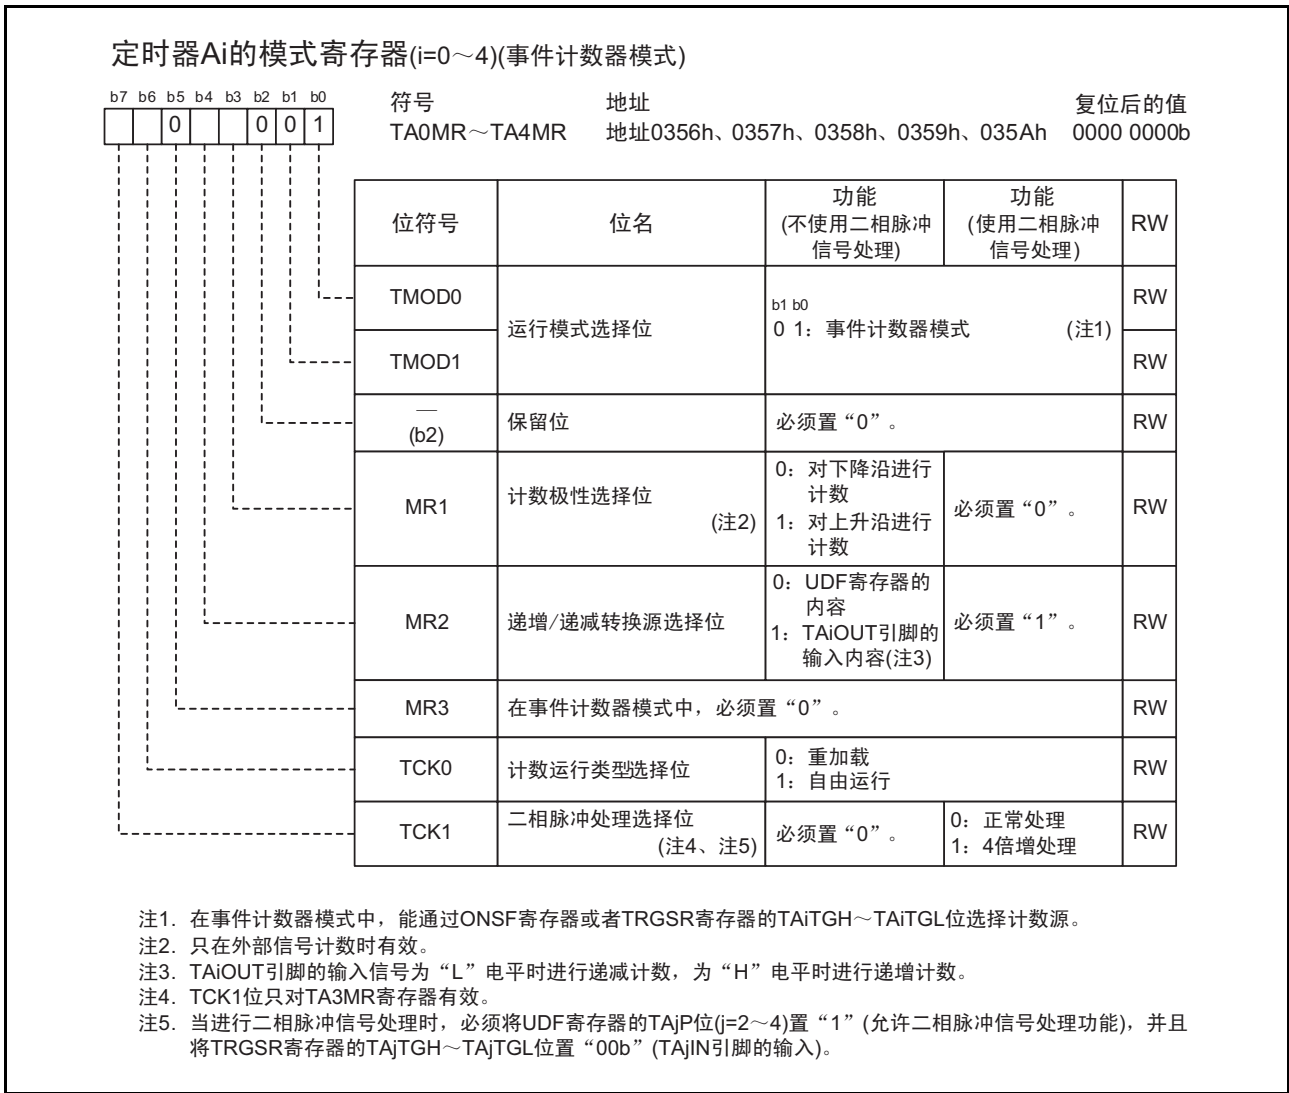 定时器Ai的模式寄存器(i=0～4)(事件计数器模式)
b7 b6 b5 b4 b3 b2 b1 b0
0 0 0 1
符号 地址 复位后的值
TA0MR～TA4MR 地址0356h、0357h、0358h、0359h、035Ah 0000 0000b
位符号 位名 功能 (不使用二相脉冲信号处理) 功能 (使用二相脉冲信号处理) RW
TMOD0 RW
运行模式选择位
b1 b0
0 1：事件计数器模式 (注1)
TMOD1 RW
— (b2) 保留位 必须置“0”。 RW
MR1 计数极性选择位 (注2)
0：对下降沿进行计数
1：对上升沿进行计数
必须置“0”。 RW
MR2 递增/递减转换源选择位
0：UDF寄存器的内容
1：TAiOUT引脚的输入内容(注3)
必须置“1”。 RW
MR3 在事件计数器模式中，必须置“0”。 RW
TCK0 计数运行类型选择位
0：重加载
1：自由运行
RW
TCK1 二相脉冲处理选择位 (注4、注5)
必须置“0”。
0：正常处理
1：4倍增处理
RW
注1. 在事件计数器模式中，能通过ONSF寄存器或者TRGSR寄存器的TAiTGH～TAiTGL位选择计数源。
注2. 只在外部信号计数时有效。
注3. TAiOUT引脚的输入信号为“L”电平时进行递减计数，为“H”电平时进行递增计数。
注4. TCK1位只对TA3MR寄存器有效。
注5. 当进行二相脉冲信号处理时，必须将UDF寄存器的TAjP位(j=2～4)置“1”(允许二相脉冲信号处理功能)，并且
将TRGSR寄存器的TAjTGH～TAjTGL位置“00b”(TAjIN引脚的输入)。